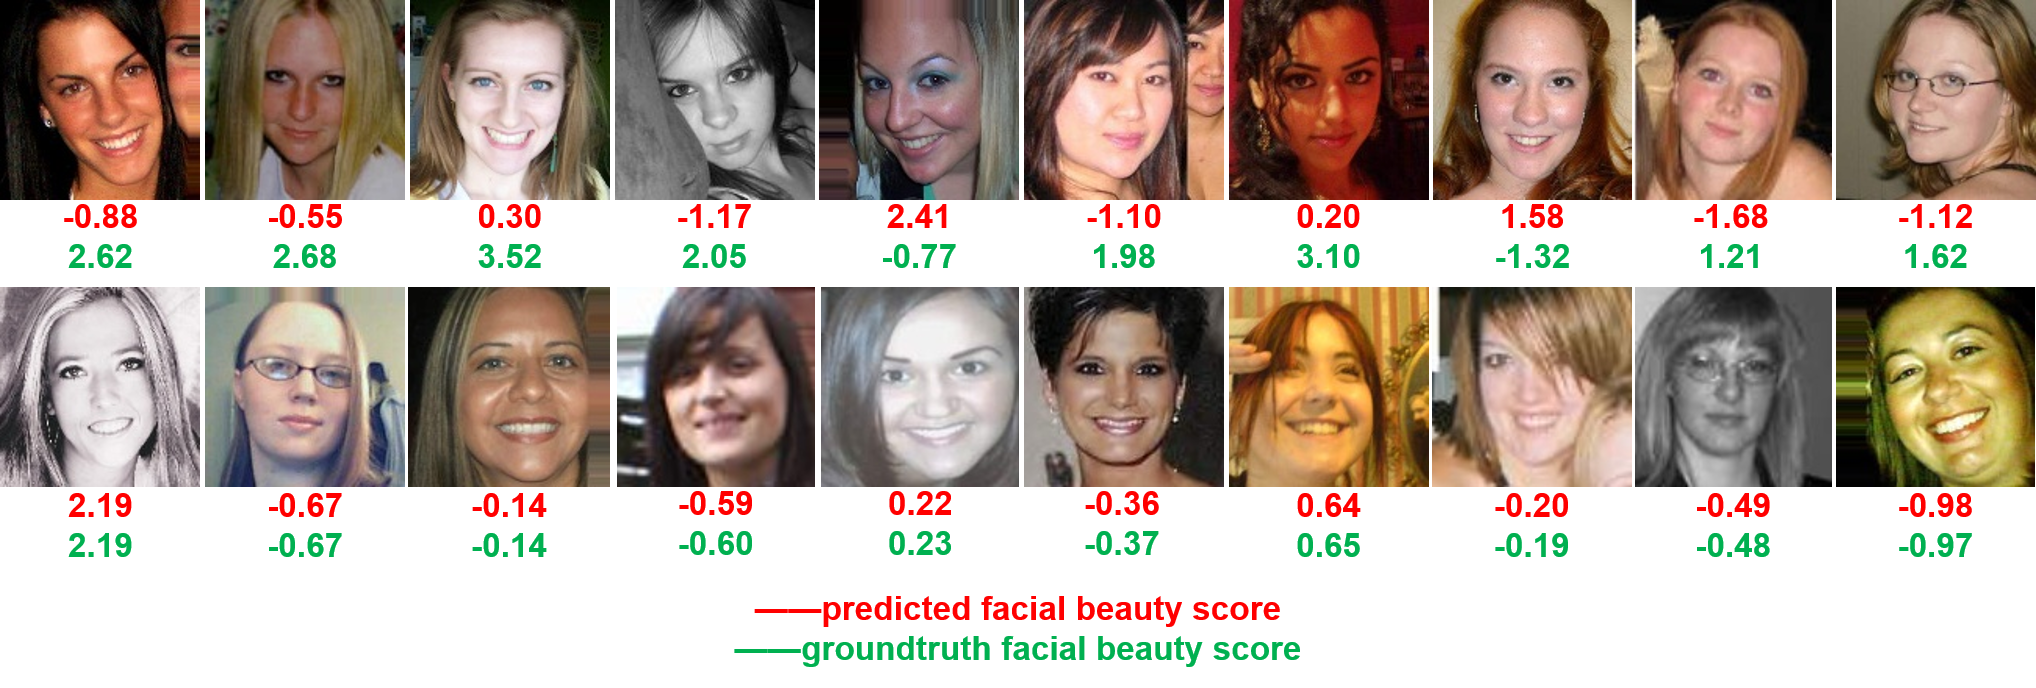 -0.88 -0.55 0.30 -1.17 2.41 -1.10 0.20 1.58 -1.68 -1.12
2.62 2.68 3.52 2.05 -0.77 1.98 3.10 -1.32 1.21 1.62
2.19 -0.67 -0.14 -0.59 0.22 -0.36 0.64 -0.20 -0.49 -0.98
2.19 -0.67 -0.14 -0.60 0.23 -0.37 0.65 -0.19 -0.48 -0.97
——predicted facial beauty score
——groundtruth facial beauty score